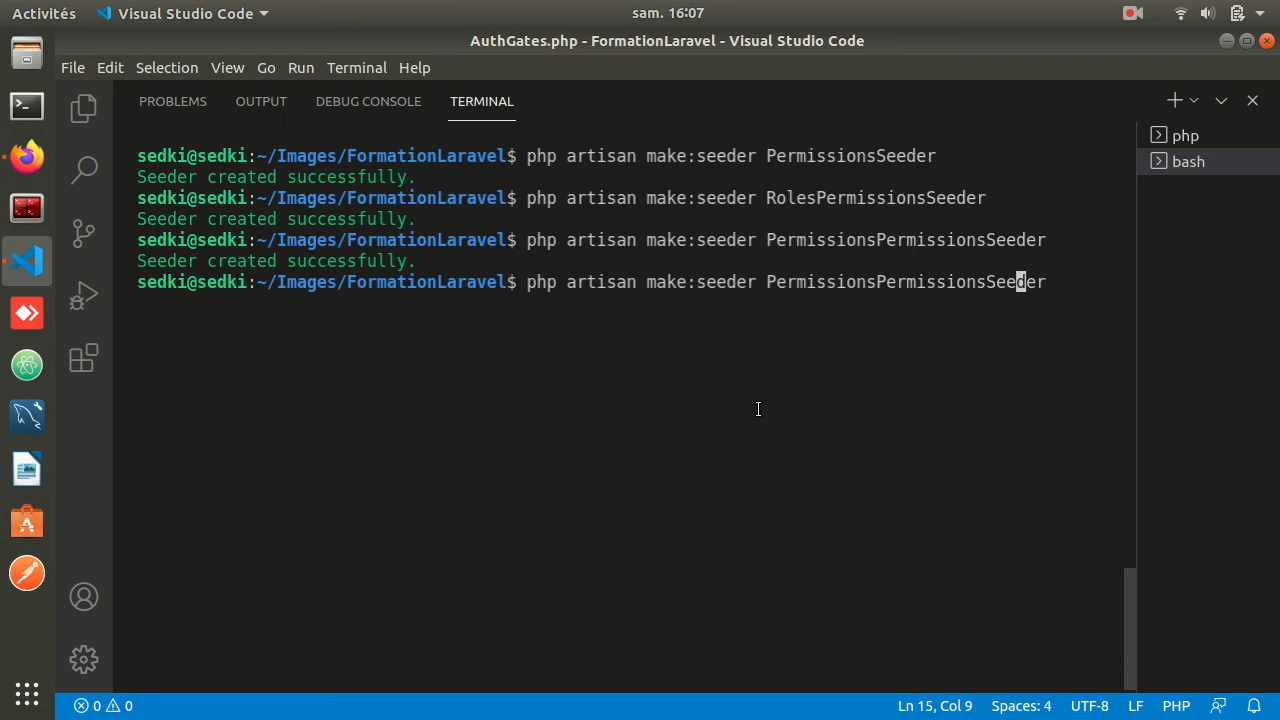 Activités Visual Studio Code sam. 16:07
AuthGates.php - FormationLaravel - Visual Studio Code
File Edit Selection View Go Run Terminal Help
PROBLEMS OUTPUT DEBUG CONSOLE TERMINAL
php
bash
sedki@sedki:~/Images/FormationLaravel$ php artisan make:seeder PermissionsSeeder
Seeder created successfully.
sedki@sedki:~/Images/FormationLaravel$ php artisan make:seeder RolesPermissionsSeeder
Seeder created successfully.
sedki@sedki:~/Images/FormationLaravel$ php artisan make:seeder PermissionsPermissionsSeeder
Seeder created successfully.
sedki@sedki:~/Images/FormationLaravel$ php artisan make:seeder PermissionsPermissionsSeeder
0 0 Ln 15, Col 9 Spaces: 4 UTF-8 LF PHP